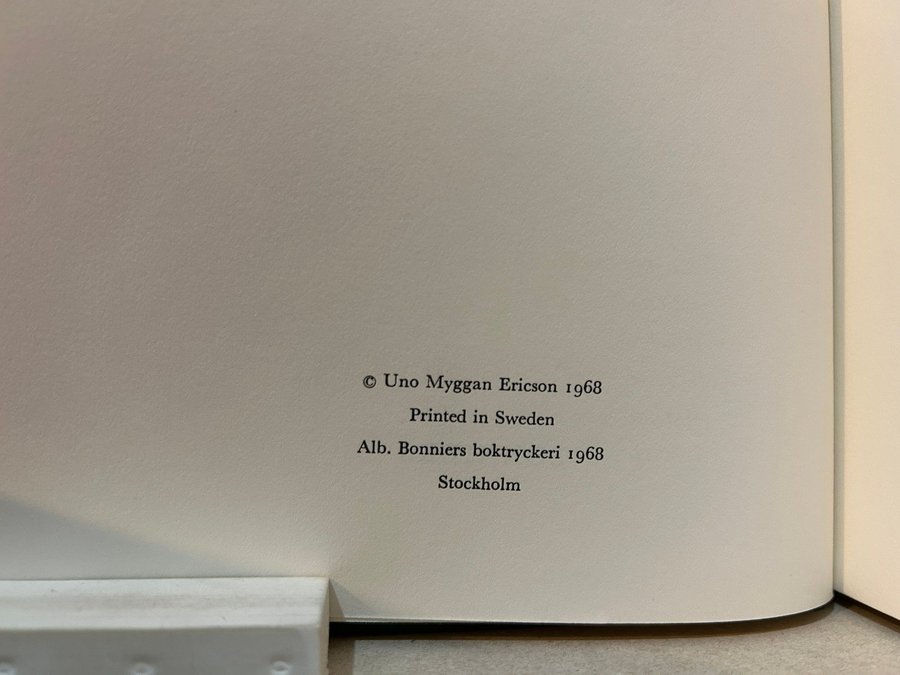 © Uno Myggan Ericson 1968
Printed in Sweden
Alb. Bonniers boktryckeri 1968
Stockholm